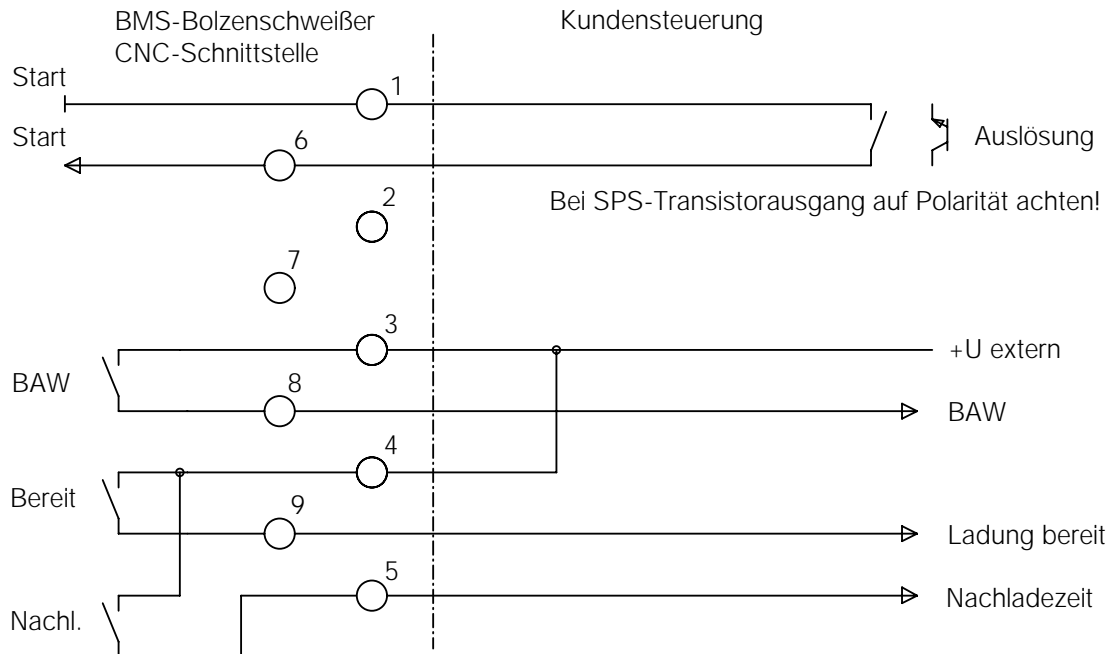 BMS-Bolzenschweißer
CNC-Schnittstelle
Kundensteuerung
Start
1
Start
6
Auslösung
2
Bei SPS-Transistorausgang auf Polarität achten!
7
3
+U extern
BAW
8
BAW
4
Bereit
9
Ladung bereit
5
Nachladezeit
Nachl.